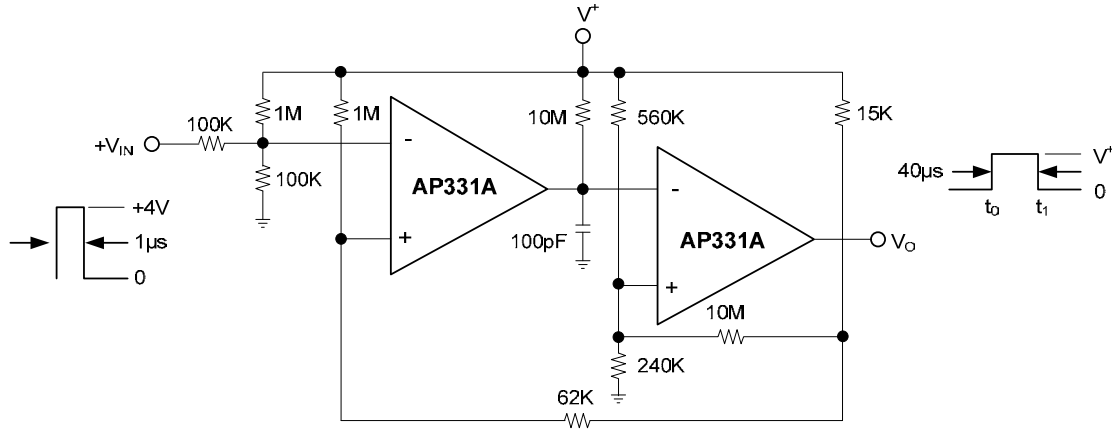 V+
1M
1M
10M
560K
15K
100K
+VIN
100K
-
+
AP331A
100pF
-
+
AP331A
VO
10M
240K
62K
+4V
1µs
0
40µs
V+
0
t0
t1